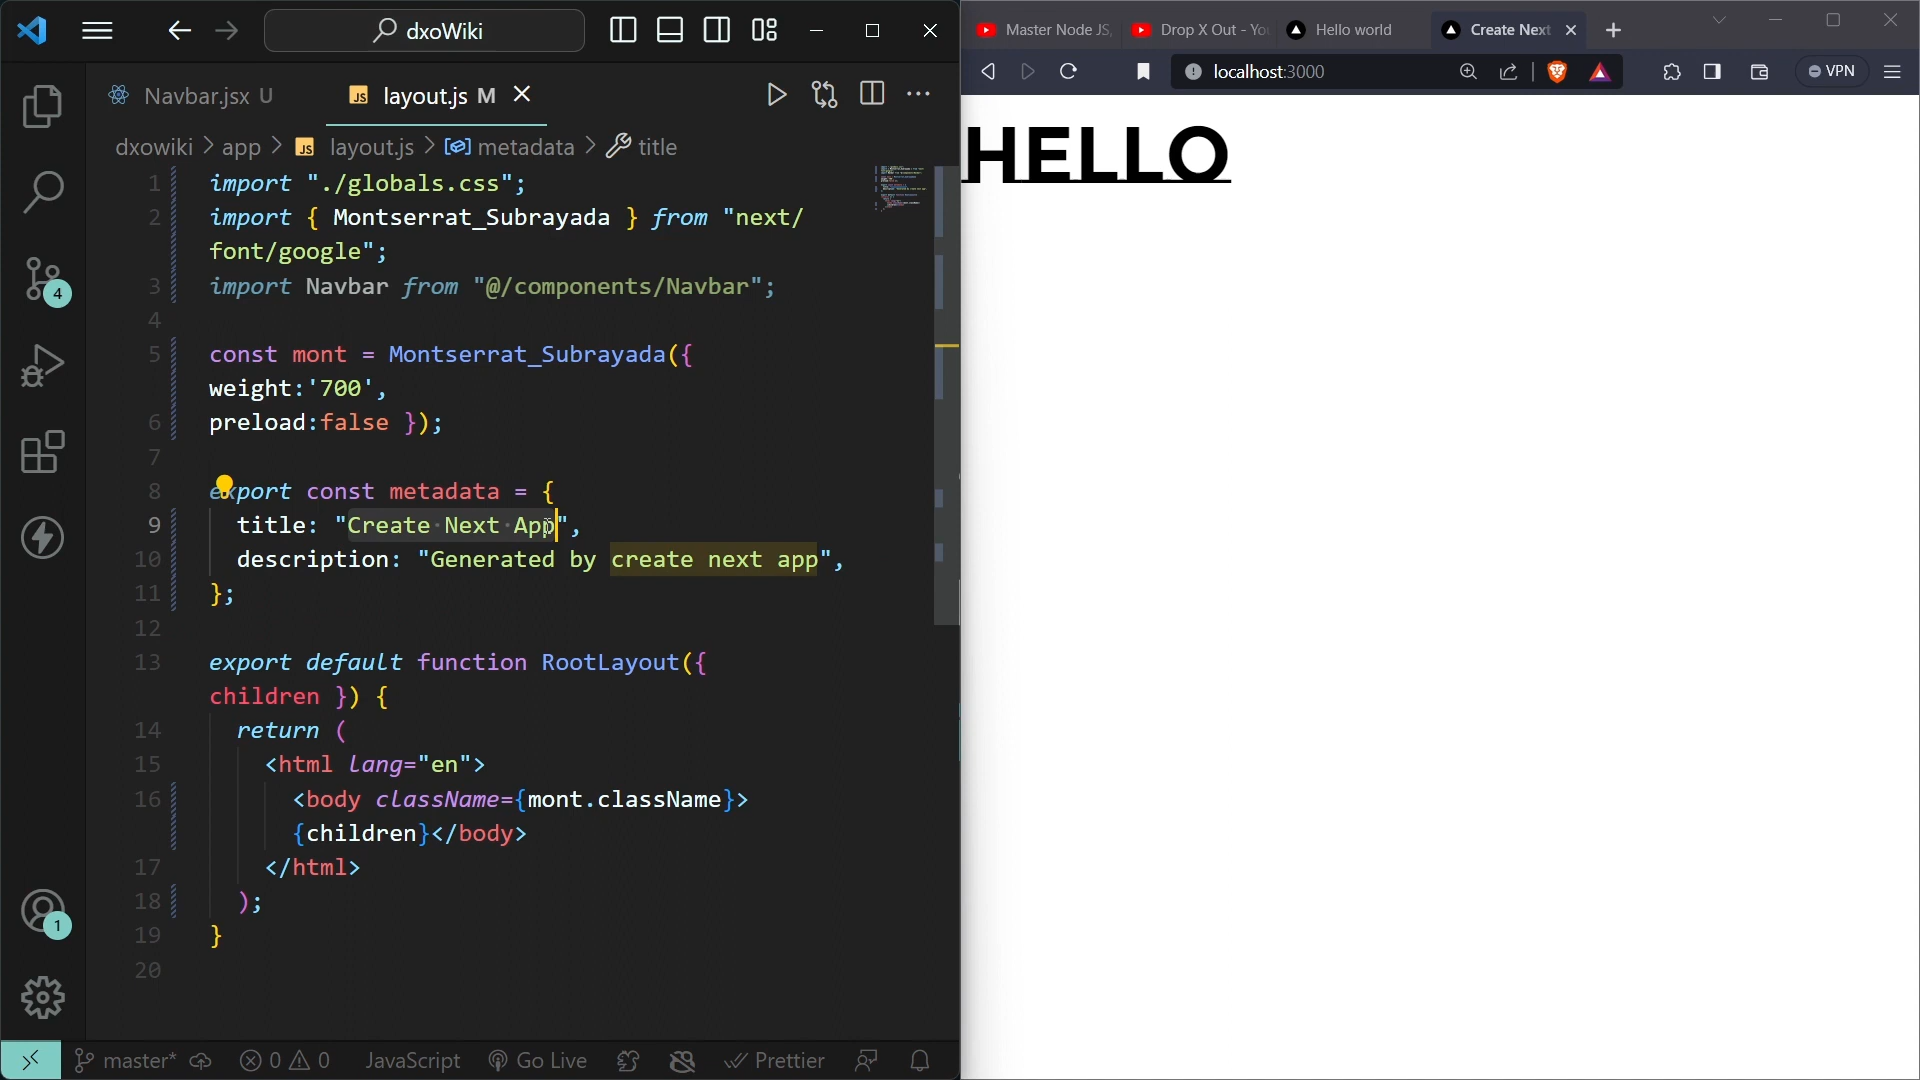 dxoWiki
Navbar.jsx U
layout.js M
dxowiki > app > JS layout.js > metadata > title
1 import "./globals.css";
2 import { Montserrat_Subrayada } from "next/
font/google";
3 import Navbar from "@/components/Navbar";
4
5 const mont = Montserrat_Subrayada({
weight:'700',
6 preload:false });
7
8 export const metadata = {
9 title: "Create Next App",
10 description: "Generated by create next app",
11 };
12
13 export default function RootLayout({
children }) {
14 return (
15 <html lang="en">
16 <body className={mont.className}>
{children}</body>
17 </html>
18 );
19 }
20
4
1
master*
0 0
JavaScript
Go Live
Prettier
Master Node JS,
Drop X Out - Yo
Hello world
Create Next
localhost:3000
VPN
HELLO